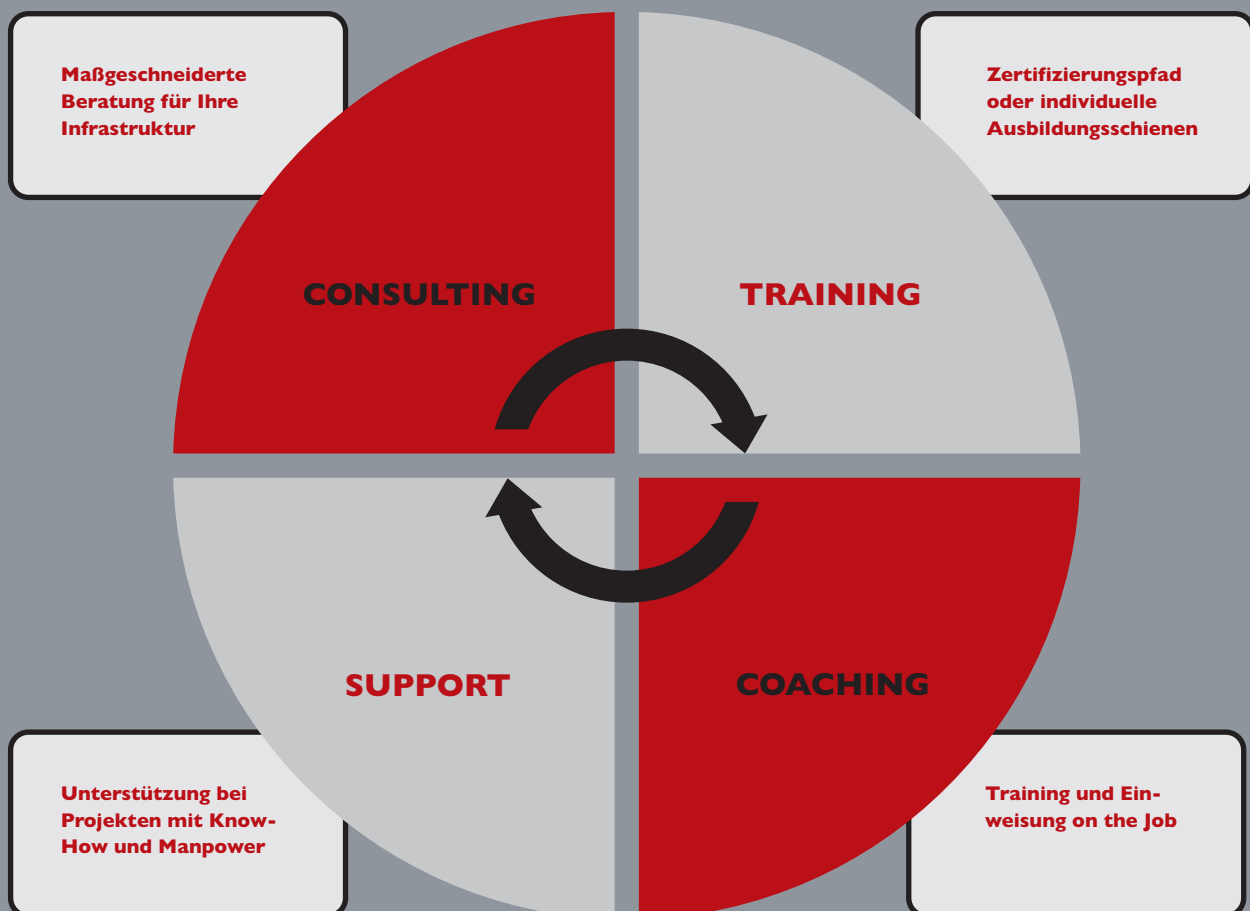 Maßgeschneiderte
Beratung für Ihre
Infrastruktur
Zertifizierungspfad
oder individuelle
Ausbildungsschienen
CONSULTING
TRAINING
SUPPORT
COACHING
Unterstützung bei
Projekten mit Know-
How und Manpower
Training und Ein-
weisung on the Job